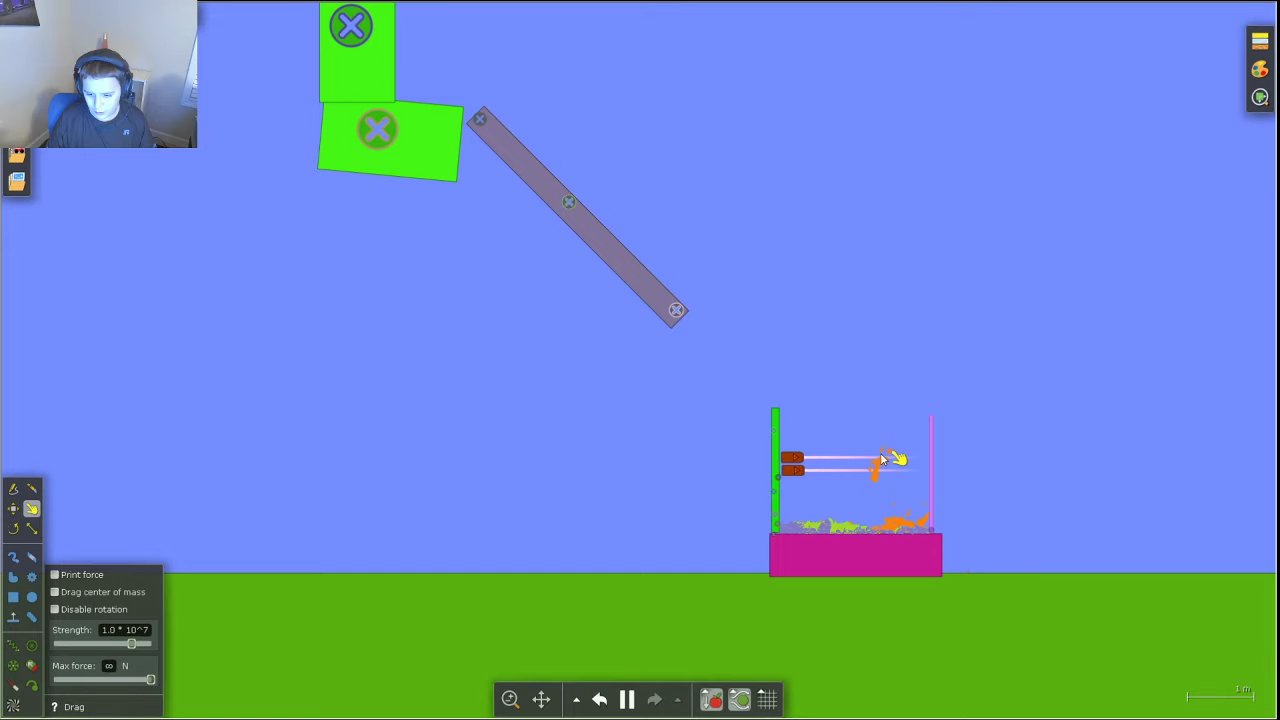 Print force
Drag center of mass
Disable rotation
Strength: 1.0 * 10^7
Max force: ∞ N
? Drag
1 m